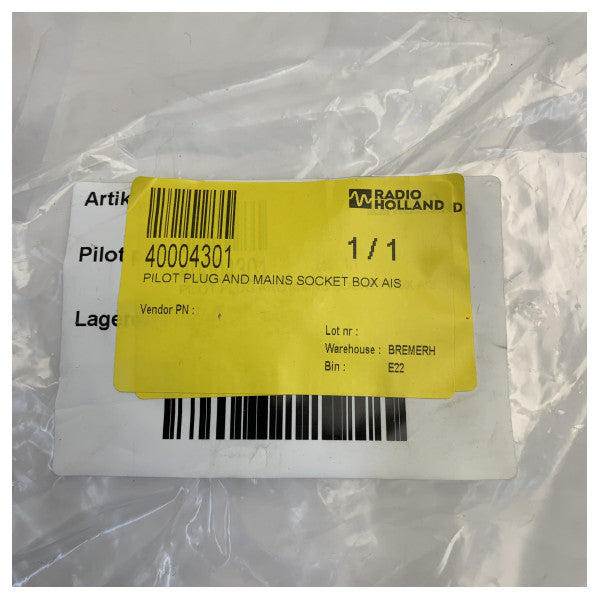 Artik
RADIO
HOLLAND
D
40004301
1 / 1
Pilot
PILOT PLUG AND MAINS SOCKET BOX AIS
Vendor PN :
Lager
Lot nr :
Warehouse : BREMERH
Bin : E22